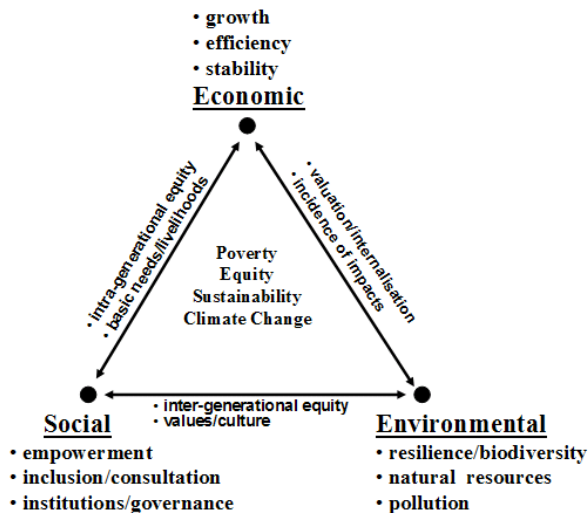 • growth
• efficiency
• stability
Economic
• intra-generational equity
• basic needs/livelihoods
• valuation/internalisation
• incidence of impacts
Poverty
Equity
Sustainability
Climate Change
• inter-generational equity
• values/culture
Social
• empowerment
• inclusion/consultation
• institutions/governance
Environmental
• resilience/biodiversity
• natural resources
• pollution